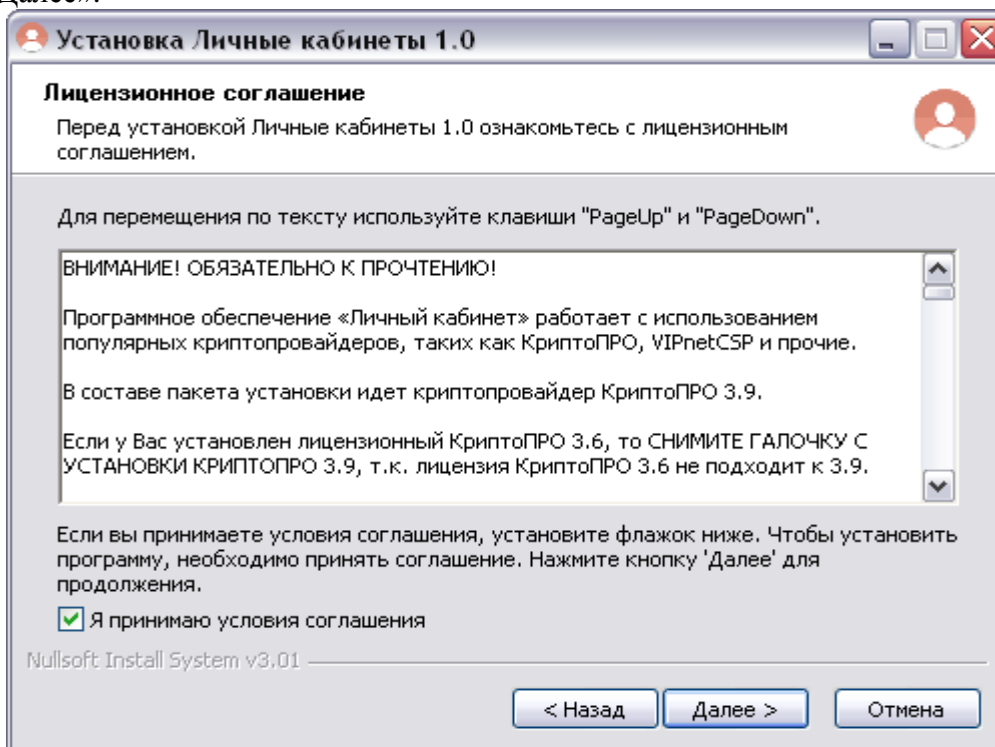 Далее».
Установка Личные кабинеты 1.0
Лицензионное соглашение
Перед установкой Личные кабинеты 1.0 ознакомьтесь с лицензионным
соглашением.
Для перемещения по тексту используйте клавиши "PageUp" и "PageDown".
ВНИМАНИЕ! ОБЯЗАТЕЛЬНО К ПРОЧТЕНИЮ!
Программное обеспечение «Личный кабинет» работает с использованием
популярных криптопровайдеров, таких как КриптоПРО, VIPnetCSP и прочие.
В составе пакета установки идет криптопровайдер КриптоПРО 3.9.
Если у Вас установлен лицензионный КриптоПРО 3.6, то СНИМИТЕ ГАЛОЧКУ С
УСТАНОВКИ КРИПТОПРО 3.9, т.к. лицензия КриптоПРО 3.6 не подходит к 3.9.
Если вы принимаете условия соглашения, установите флажок ниже. Чтобы установить
программу, необходимо принять соглашение. Нажмите кнопку 'Далее' для
продолжения.
Я принимаю условия соглашения
Nullsoft Install System v3.01
< Назад
Далее >
Отмена